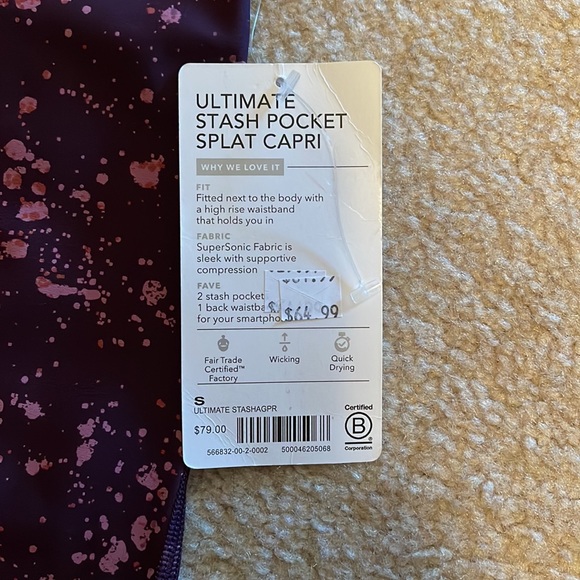 ULTIMATE
STASH POCKET
SPLAT CAPRI
WHY WE LOVE IT
FIT
Fitted next to the body with
a high rise waistband
that holds you in
FABRIC
SuperSonic Fabric is
sleek with supportive
compression
FAVE
2 stash pocket
1 back waistba
$64.99
for your smartpho
Fair Trade
Certified™
Factory
Wicking
Quick
Drying
S
ULTIMATE STASHAGPR
$79.00
566832-00-2-0002 500046205068
Certified
B
®
Corporation